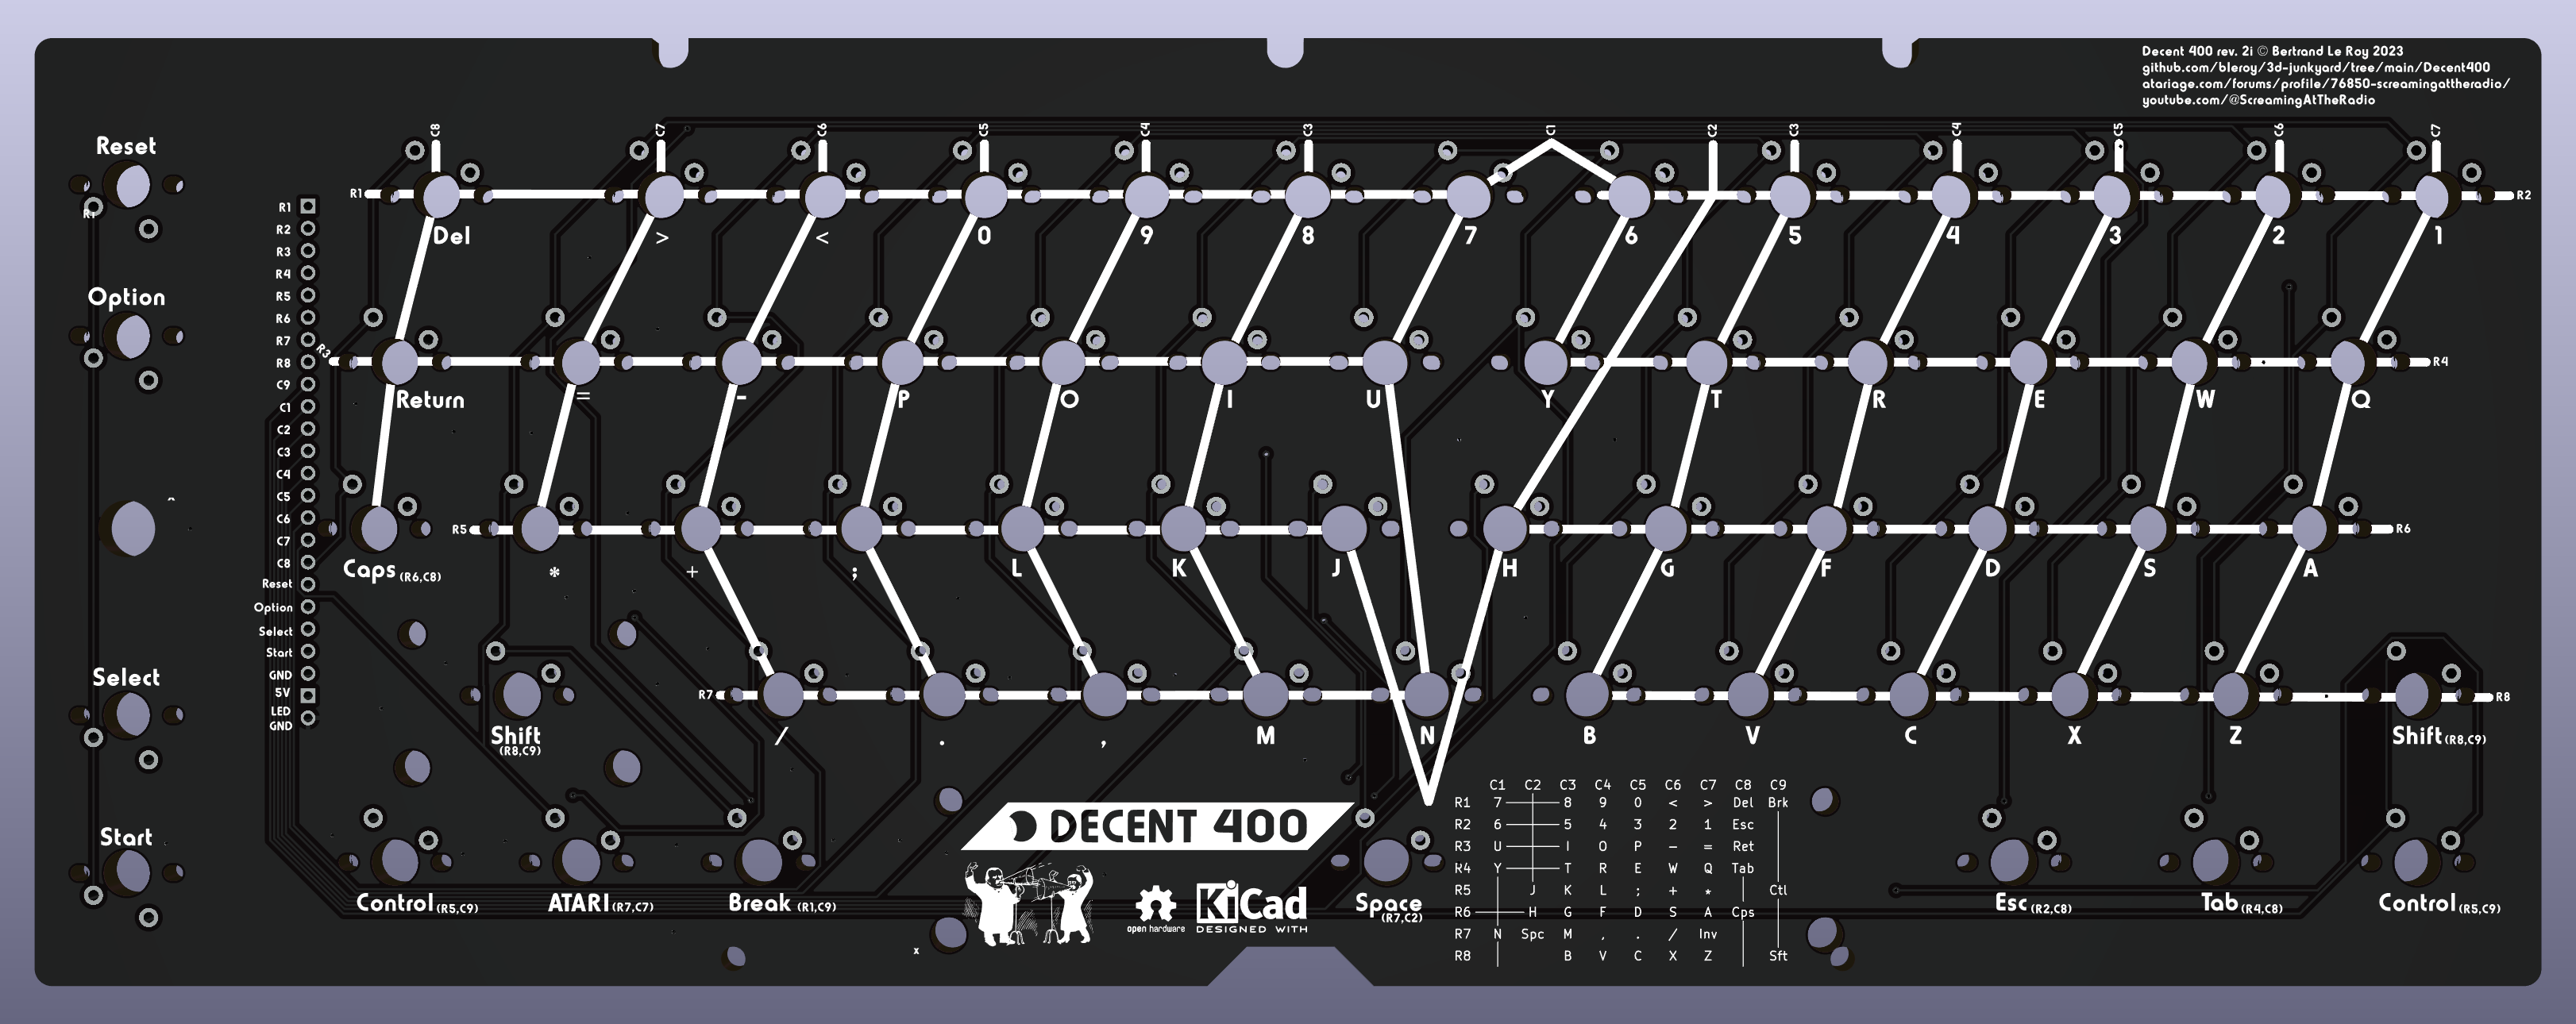 Decent 400 rev. 2i © Bertrand Le Roy 2023
github.com/bleroy/3d-junkyard/tree/main/Decent400
atariage.com/forums/profile/76850-screamingattheradio/
youtube.com/@ScreamingAtTheRadio
C8 C7 C6 C5 C4 C3 C1 C2 C3 C4 C5 C6 C7
Reset
R1
Option
Select
Start
R1 R2
Del > < 0 9 8 7 6 5 4 3 2 1
R3 R4
Return = - P O I U Y T R E W Q
R5 R6
Caps (R6,C8) * + ; L K J H G F D S A
R7 R8
Shift (R8,C9) / . , M N B V C X Z Shift (R8,C9)
R1
R2
R3
R4
R5
R6
R7
R8
C9
C1
C2
C3
C4
C5
C6
C7
C8
Reset
Option
Select
Start
GND
5V
LED
GND
Control (R5,C9) ATARI (R7,C7) Break (R1,C9) Space (R7,C2) Esc (R2,C8) Tab (R4,C8) Control (R5,C9)
DECENT 400
open hardware
KiCad
DESIGNED WITH
x
C1 C2 C3 C4 C5 C6 C7 C8 C9
R1 7 8 9 0 < > Del Brk
R2 6 5 4 3 2 1 Esc
R3 U I O P - = Ret
R4 Y T R E W Q Tab
R5 J K L ; + * Ctl
R6 H G F D S A Cps
R7 N Spc M , . / Inv
R8 B V C X Z Sft